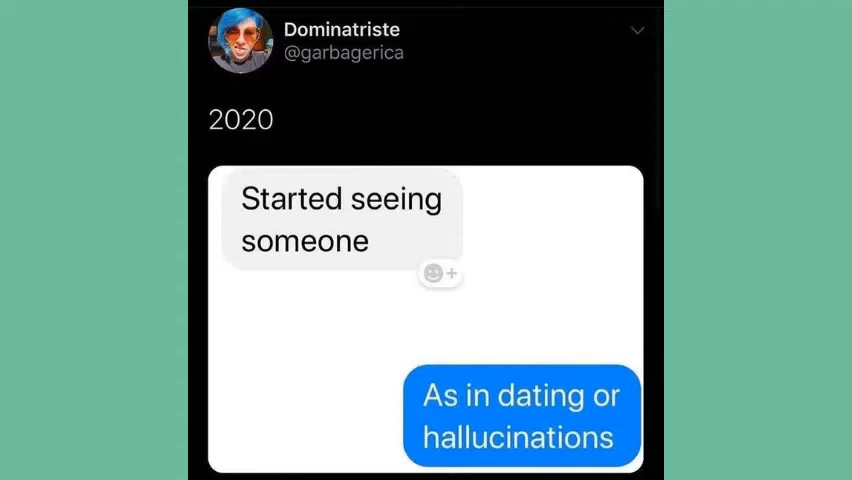 Dominatriste
@garbagerica
2020
Started seeing
someone
As in dating or
hallucinations